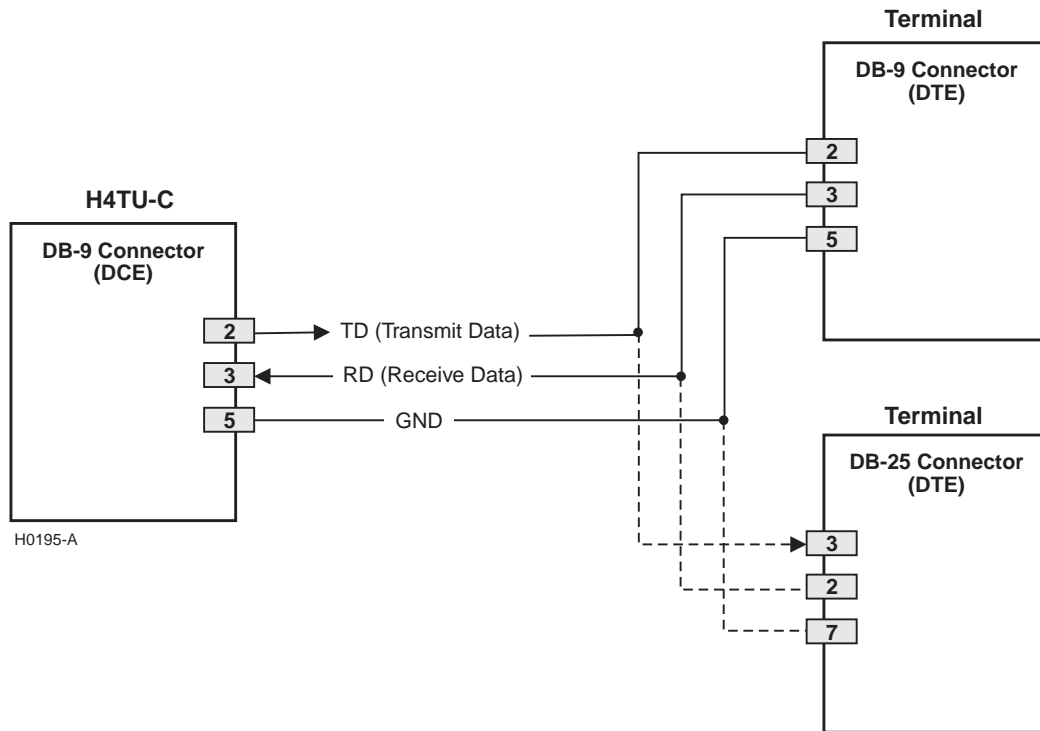 H4TU-C
DB-9 Connector
(DCE)
2
3
5
H0195-A
TD (Transmit Data)
RD (Receive Data)
GND
Terminal
DB-9 Connector
(DTE)
2
3
5
Terminal
DB-25 Connector
(DTE)
3
2
7